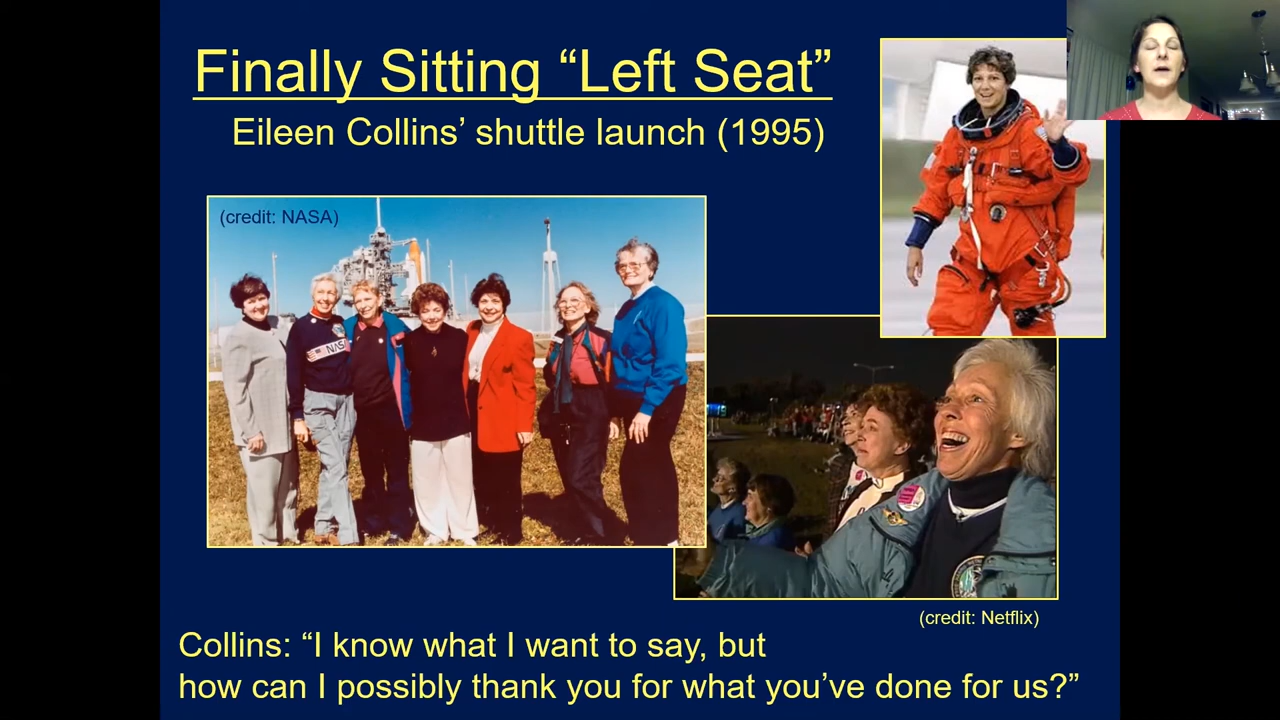 Finally Sitting “Left Seat”
Eileen Collins’ shuttle launch (1995)
(credit: NASA)
NAS
(credit: Netflix)
Collins: “I know what I want to say, but
how can I possibly thank you for what you’ve done for us?”